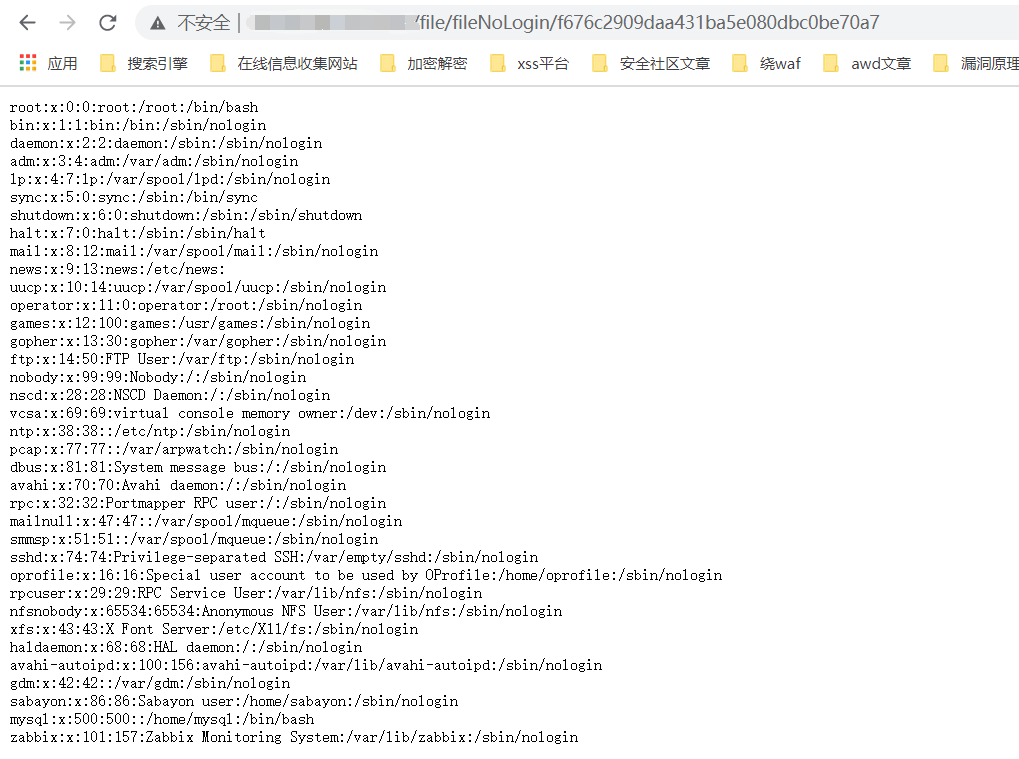 不安全 | /file/fileNoLogin/f676c2909daa431ba5e080dbc0be70a7
应用 搜索引擎 在线信息收集网站 加密解密 xss平台 安全社区文章 绕waf awd文章 漏洞原理
root:x:0:0:root:/root:/bin/bash
bin:x:1:1:bin:/bin:/sbin/nologin
daemon:x:2:2:daemon:/sbin:/sbin/nologin
adm:x:3:4:adm:/var/adm:/sbin/nologin
lp:x:4:7:lp:/var/spool/lpd:/sbin/nologin
sync:x:5:0:sync:/sbin:/bin/sync
shutdown:x:6:0:shutdown:/sbin:/sbin/shutdown
halt:x:7:0:halt:/sbin:/sbin/halt
mail:x:8:12:mail:/var/spool/mail:/sbin/nologin
news:x:9:13:news:/etc/news:
uucp:x:10:14:uucp:/var/spool/uucp:/sbin/nologin
operator:x:11:0:operator:/root:/sbin/nologin
games:x:12:100:games:/usr/games:/sbin/nologin
gopher:x:13:30:gopher:/var/gopher:/sbin/nologin
ftp:x:14:50:FTP User:/var/ftp:/sbin/nologin
nobody:x:99:99:Nobody:/:/sbin/nologin
nscd:x:28:28:NSCD Daemon:/:/sbin/nologin
vcsa:x:69:69:virtual console memory owner:/dev:/sbin/nologin
ntp:x:38:38::/etc/ntp:/sbin/nologin
pcap:x:77:77::/var/arpwatch:/sbin/nologin
dbus:x:81:81:System message bus:/:/sbin/nologin
avahi:x:70:70:Avahi daemon:/:/sbin/nologin
rpc:x:32:32:Portmapper RPC user:/:/sbin/nologin
mailnull:x:47:47::/var/spool/mqueue:/sbin/nologin
smmsp:x:51:51::/var/spool/mqueue:/sbin/nologin
sshd:x:74:74:Privilege-separated SSH:/var/empty/sshd:/sbin/nologin
oprofile:x:16:16:Special user account to be used by OProfile:/home/oprofile:/sbin/nologin
rpcuser:x:29:29:RPC Service User:/var/lib/nfs:/sbin/nologin
nfsnobody:x:65534:65534:Anonymous NFS User:/var/lib/nfs:/sbin/nologin
xfs:x:43:43:X Font Server:/etc/X11/fs:/sbin/nologin
haldaemon:x:68:68:HAL daemon:/:/sbin/nologin
avahi-autoipd:x:100:156:avahi-autoipd:/var/lib/avahi-autoipd:/sbin/nologin
gdm:x:42:42::/var/gdm:/sbin/nologin
sabayon:x:86:86:Sabayon user:/home/sabayon:/sbin/nologin
mysql:x:500:500::/home/mysql:/bin/bash
zabbix:x:101:157:Zabbix Monitoring System:/var/lib/zabbix:/sbin/nologin